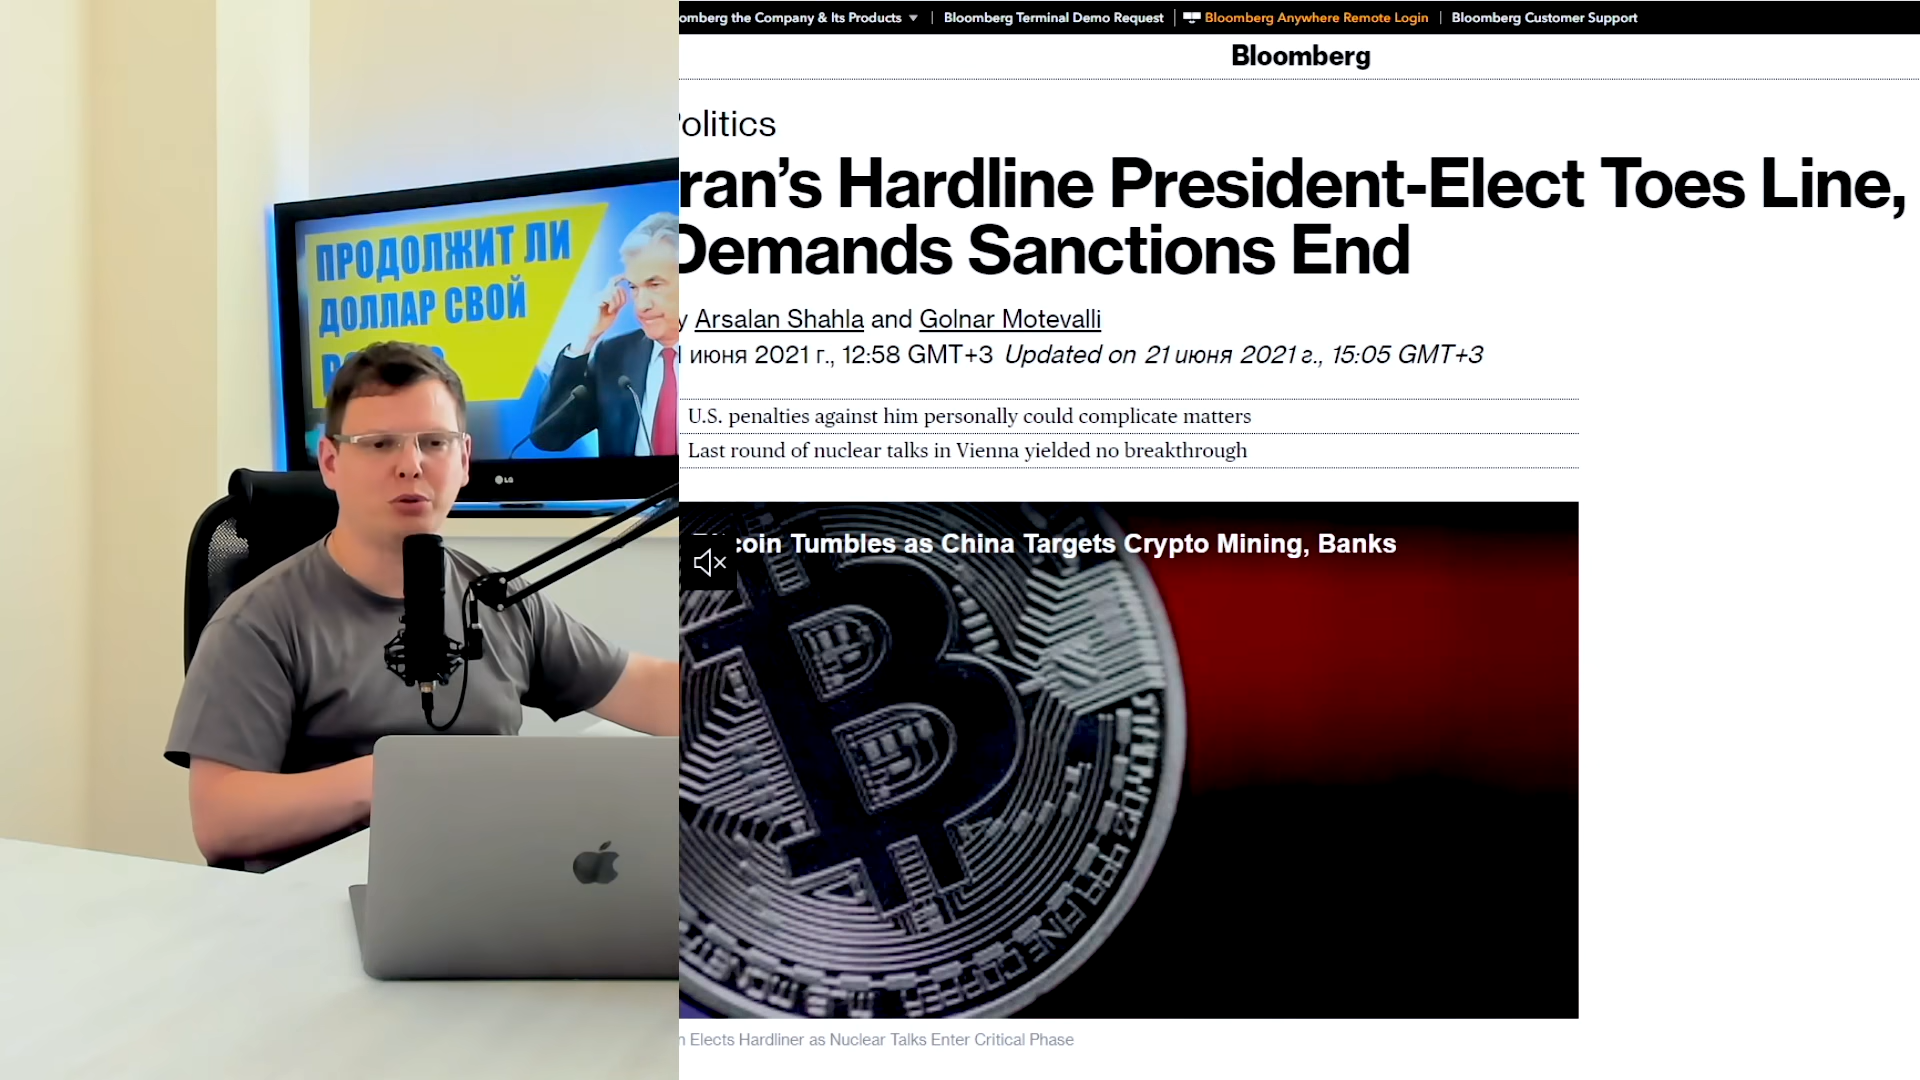 omberg the Company & Its Products
Bloomberg Terminal Demo Request
Bloomberg Anywhere Remote Login
Bloomberg Customer Support
Bloomberg
Politics
ran's Hardline President-Elect Toes Line,
Demands Sanctions End
y Arsalan Shahla and Golnar Motevalli
июня 2021 г., 12:58 GMT+3 Updated on 21 июня 2021 г., 15:05 GMT+3
U.S. penalties against him personally could complicate matters
Last round of nuclear talks in Vienna yielded no breakthrough
coin Tumbles as China Targets Crypto Mining, Banks
n Elects Hardliner as Nuclear Talks Enter Critical Phase
ПРОДОЛЖИТ ЛИ
ДОЛЛАР СВОЙ
LG